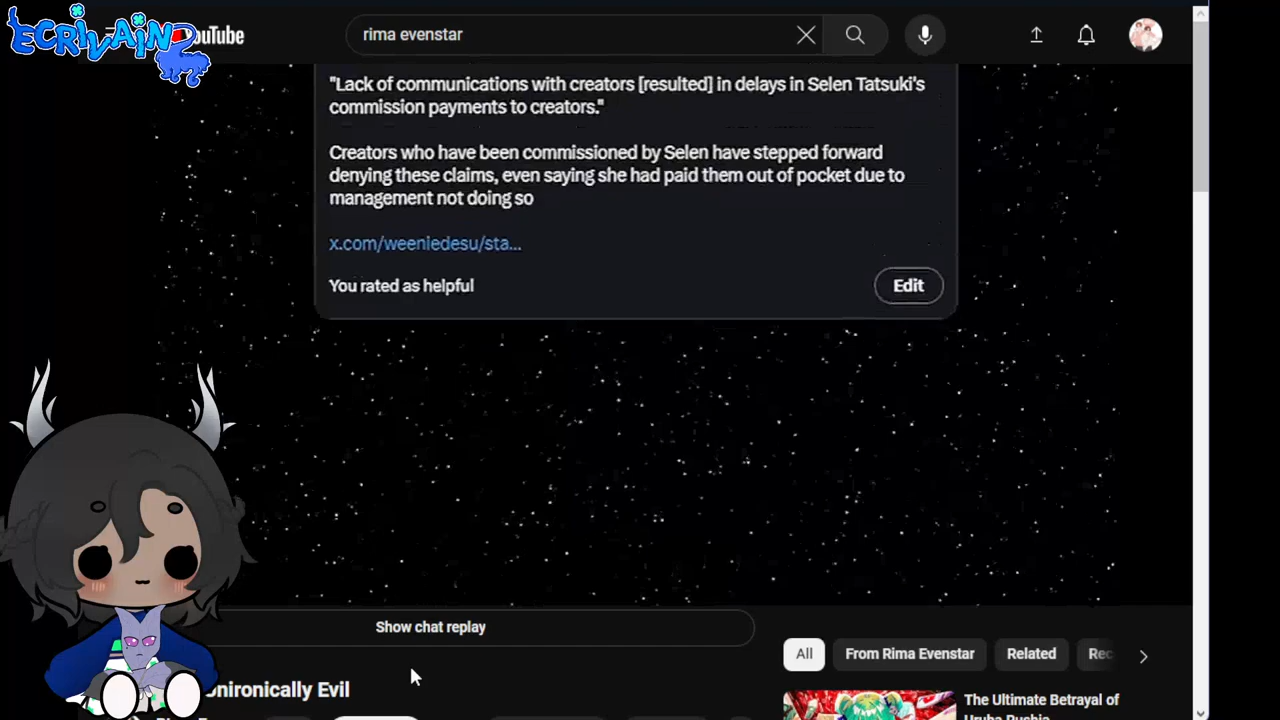 ECRIVAIN
YouTube
rima evenstar
"Lack of communications with creators [resulted] in delays in Selen Tatsuki's
commission payments to creators."
Creators who have been commissioned by Selen have stepped forward
denying these claims, even saying she had paid them out of pocket due to
management not doing so
x.com/weeniedesu/sta...
You rated as helpful
Edit
Show chat replay
All
From Rima Evenstar
Related
Rec
Unironically Evil
The Ultimate Betrayal of
Uruha Rushia